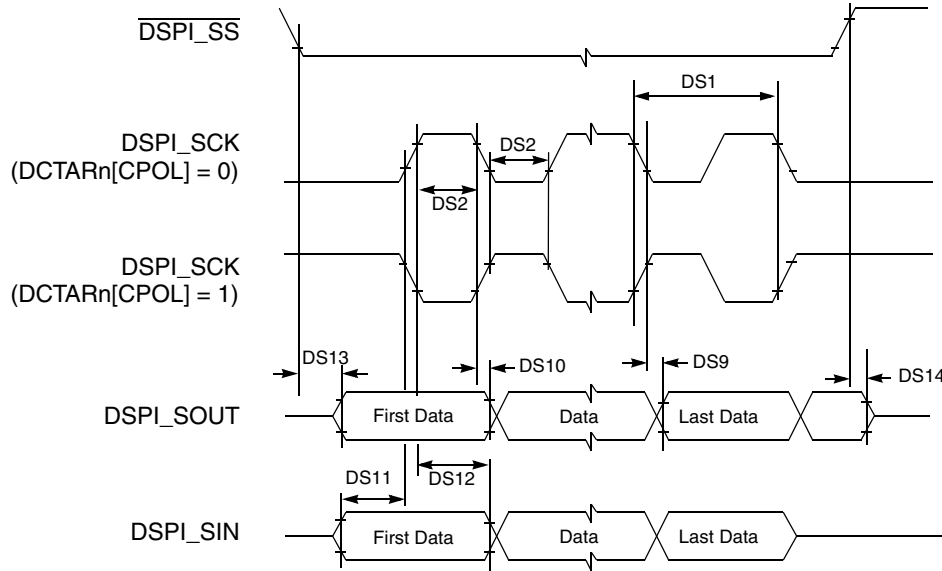 DSPI_SS
DS1
DSPI_SCK
(DCTARn[CPOL] = 0)
DS2
DS2
DSPI_SCK
(DCTARn[CPOL] = 1)
DS13
DS10
DS9
DS14
DSPI_SOUT
First Data
Data
Last Data
DS11
DS12
DSPI_SIN
First Data
Data
Last Data